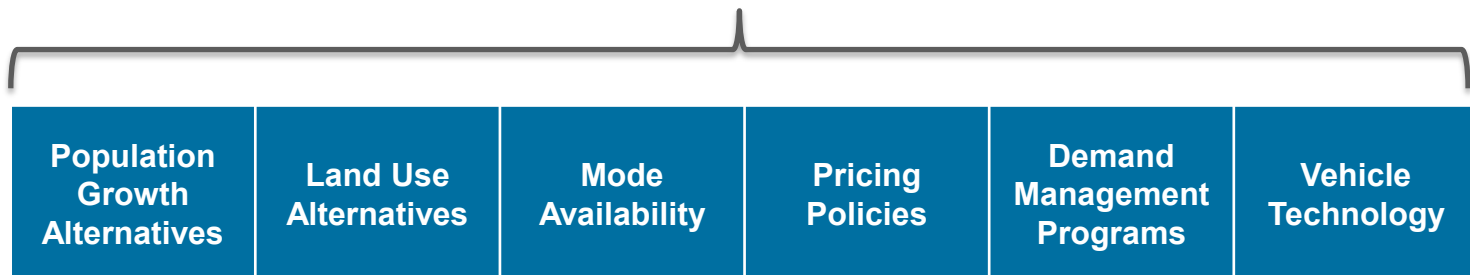 Population
Growth
Alternatives
Land Use
Alternatives
Mode
Availability
Pricing
Policies
Demand
Management
Programs
Vehicle
Technology